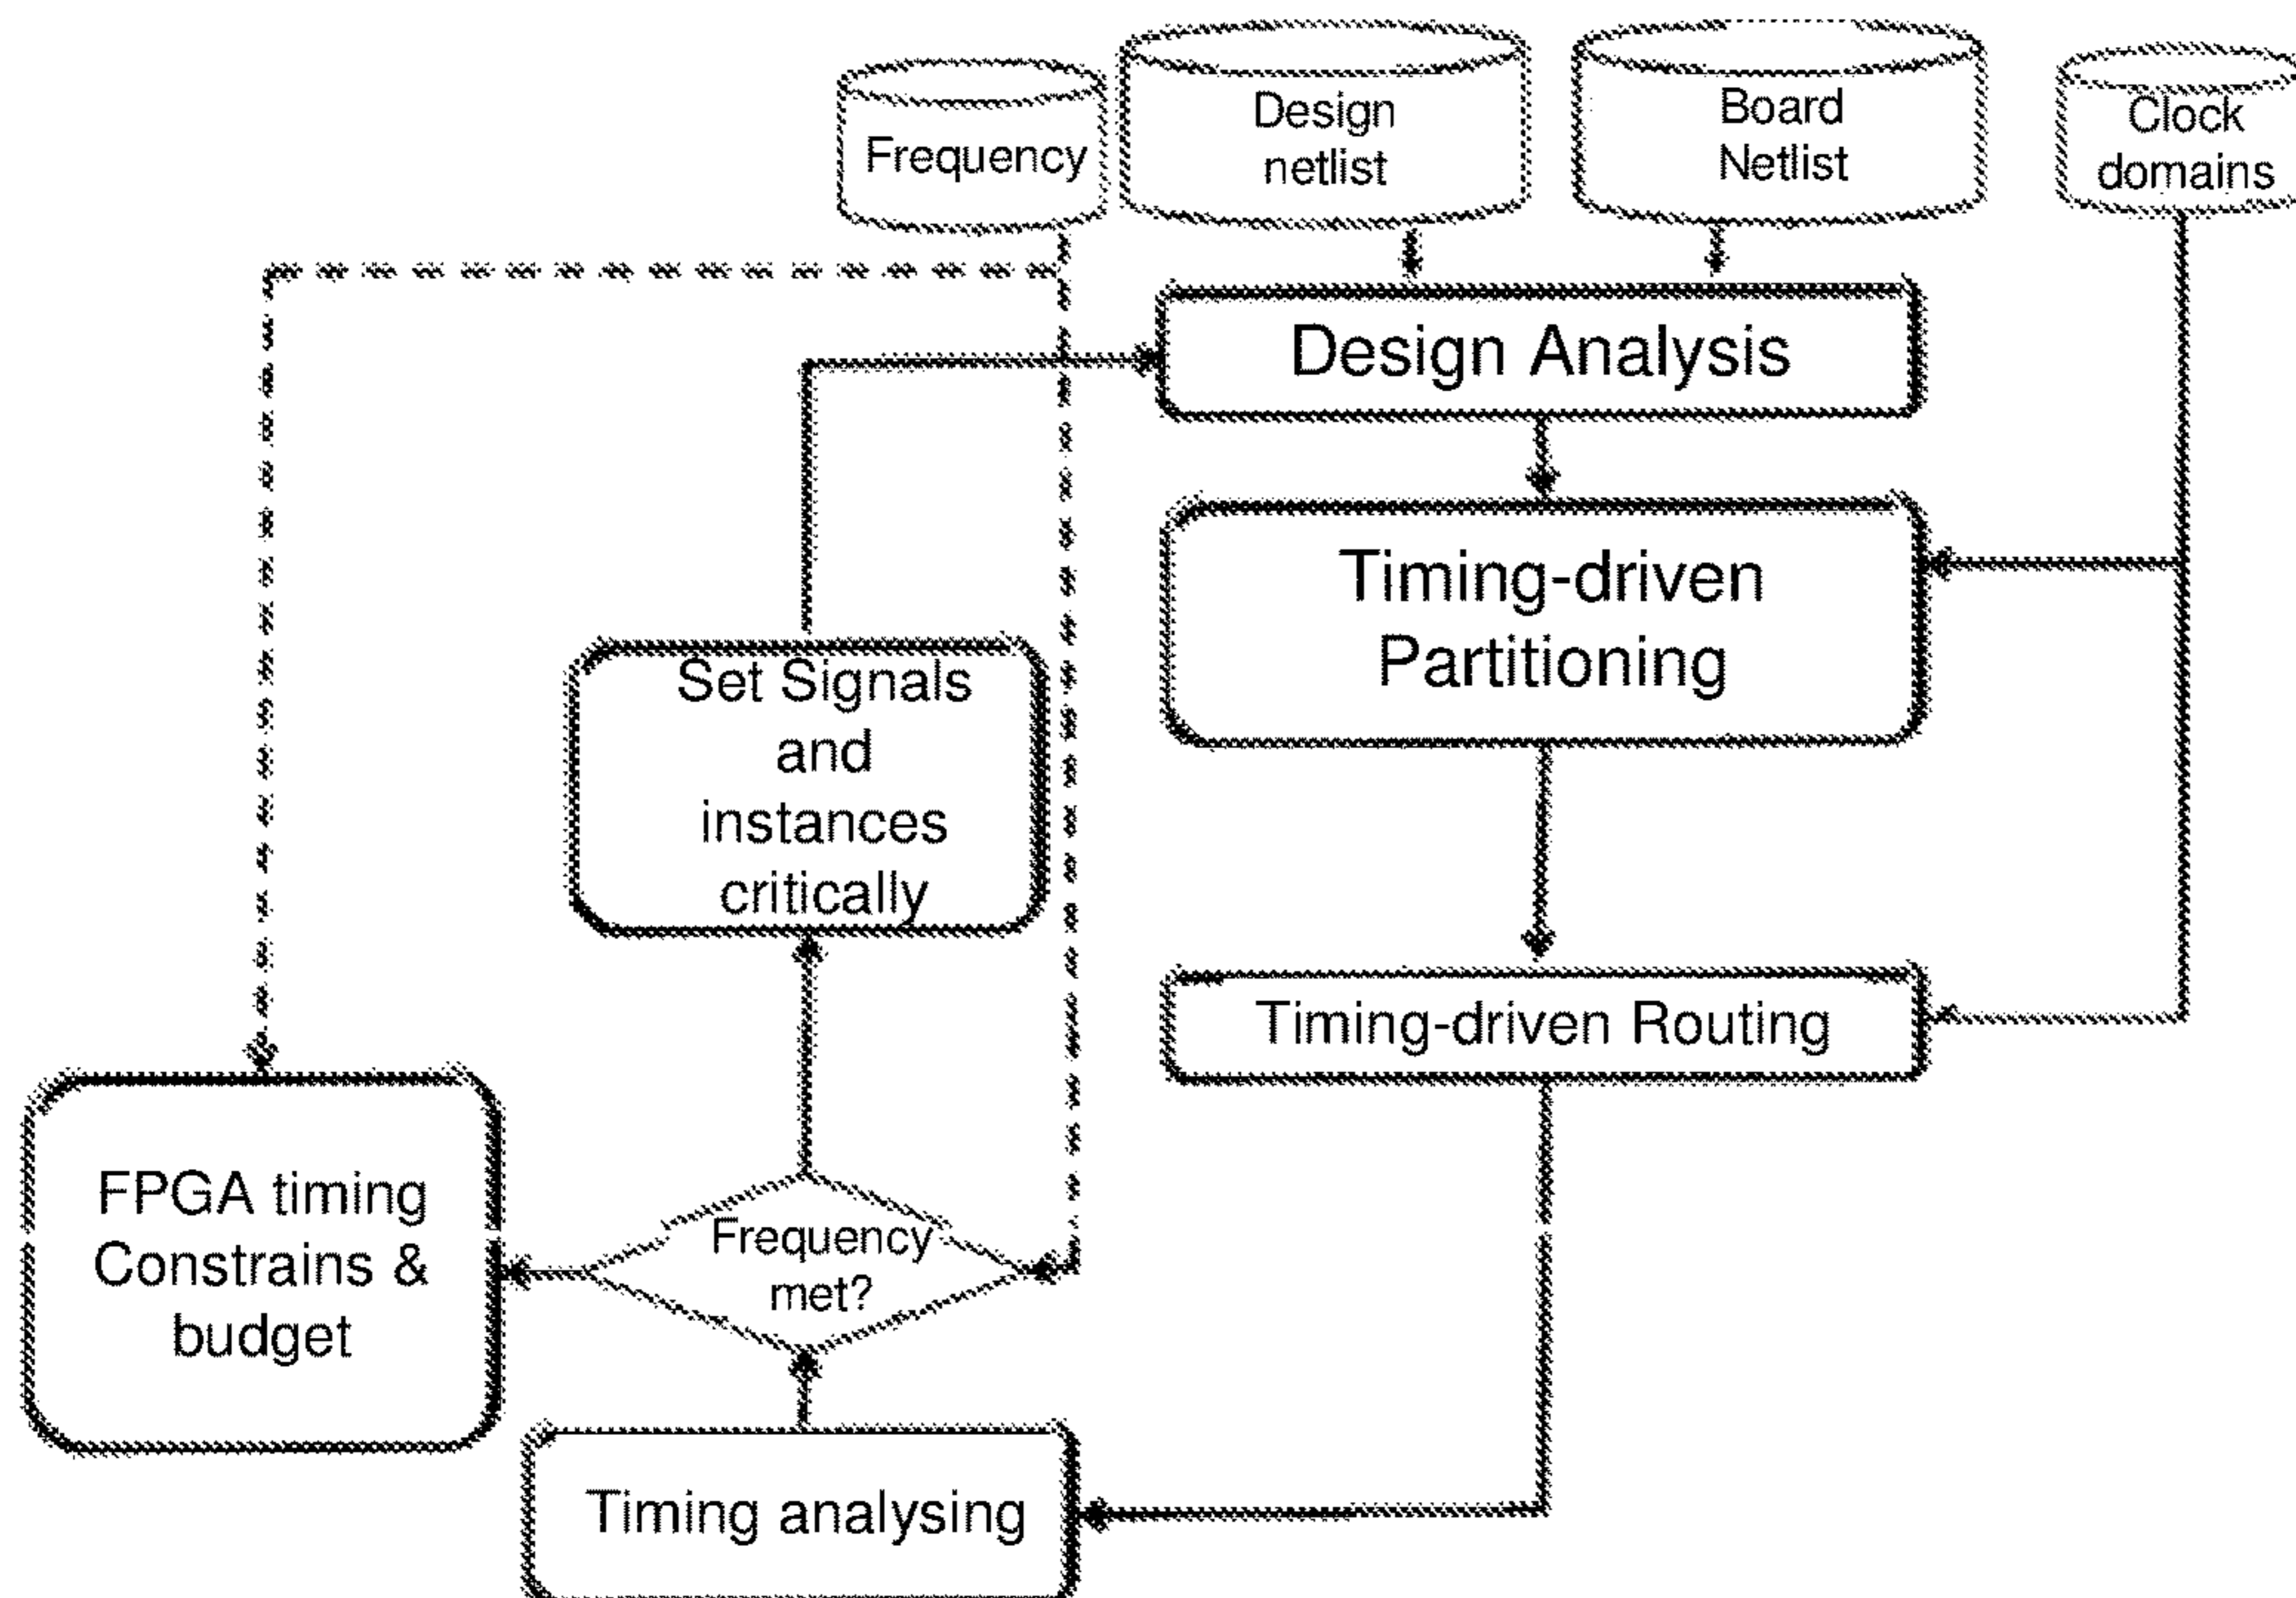 Frequency
Design
netlist
Board
Netlist
Clock
domains
Design Analysis
Timing-driven
Partitioning
Set Signals
and
instances
critically
Timing-driven Routing
FPGA timing
Constrains &
budget
Frequency
met?
Timing analysing